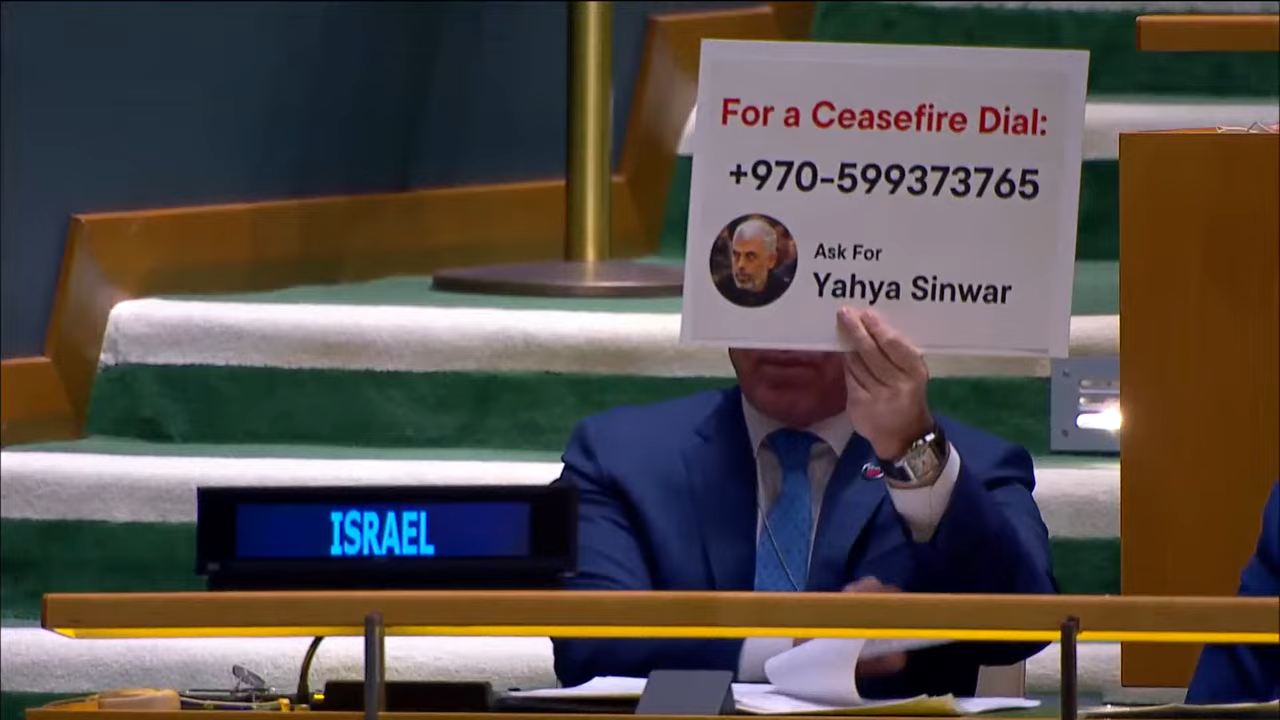 For a Ceasefire Dial:
+970-599373765
Ask For
Yahya Sinwar
ISRAEL